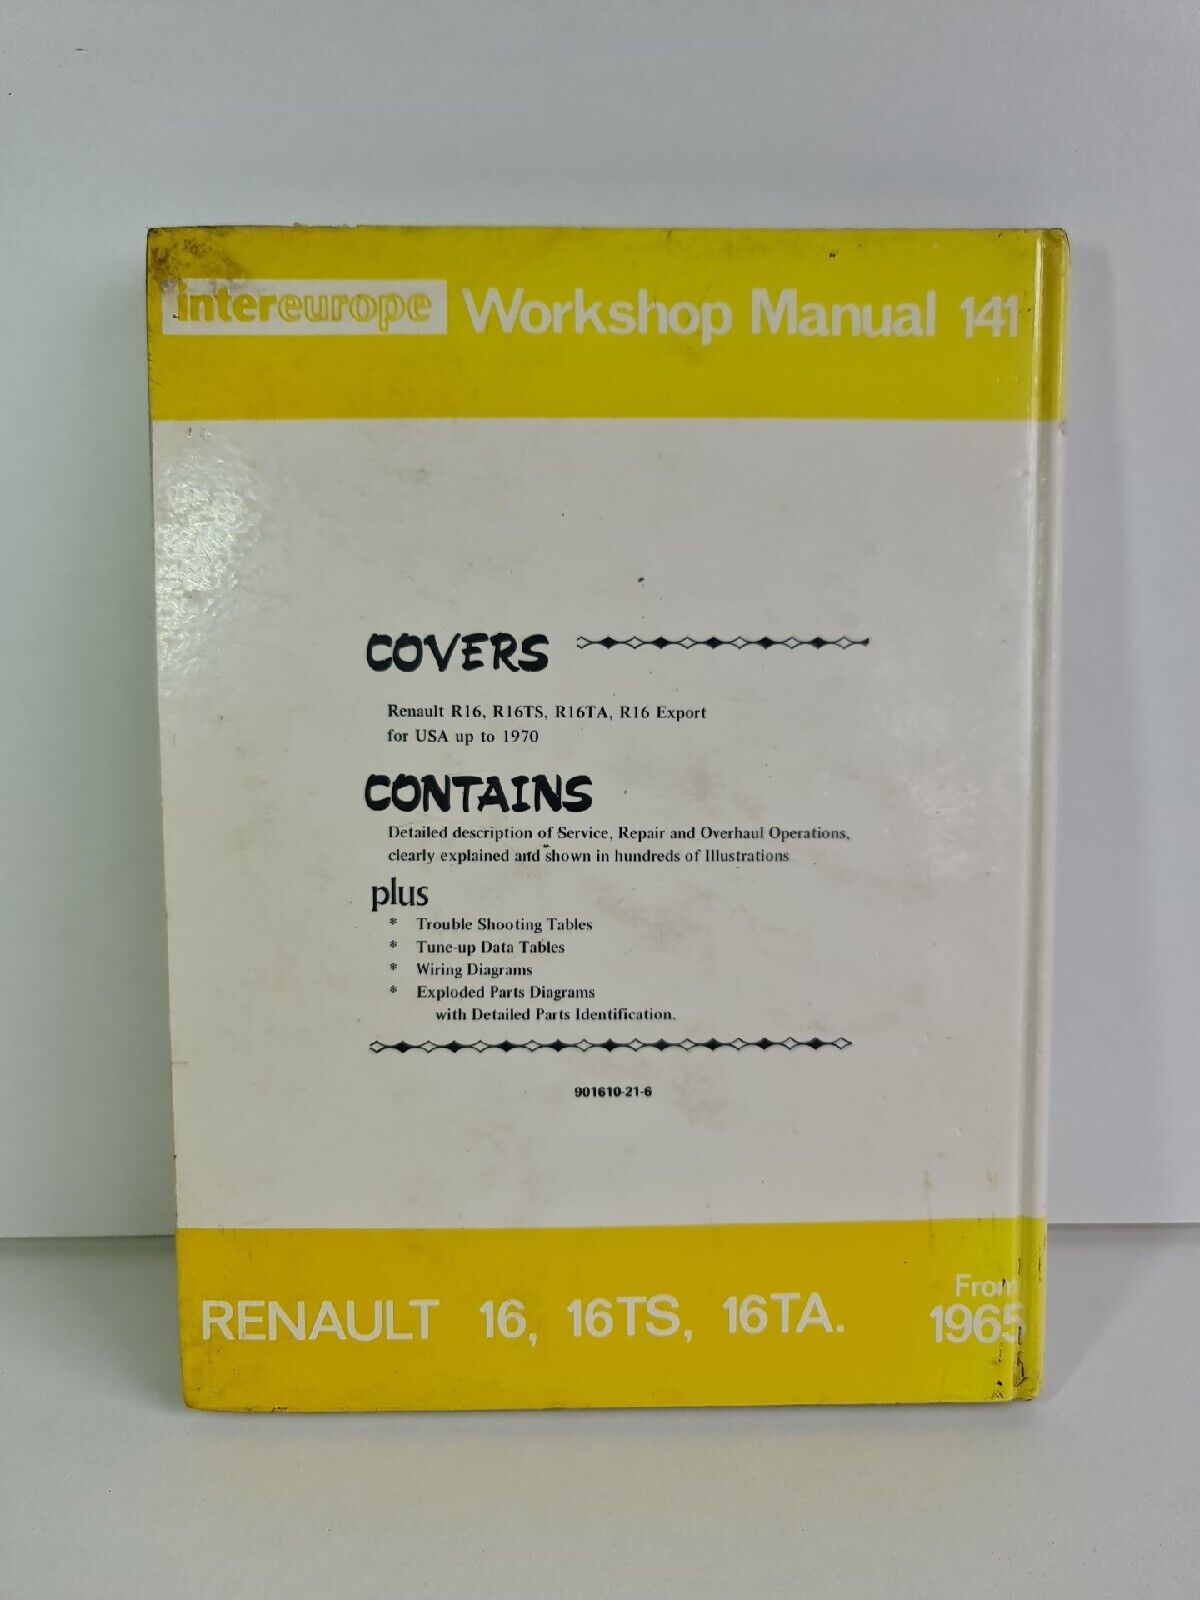 intereurope Workshop Manual 141
COVERS
Renault R16, R16TS, R16TA, R16 Export
for USA up to 1970
CONTAINS
Detailed description of Service, Repair and Overhaul Operations,
clearly explained and shown in hundreds of Illustrations
plus
* Trouble Shooting Tables
* Tune-up Data Tables
* Wiring Diagrams
* Exploded Parts Diagrams
with Detailed Parts Identification.
901610-21-6
RENAULT 16, 16TS, 16TA.
From
1965